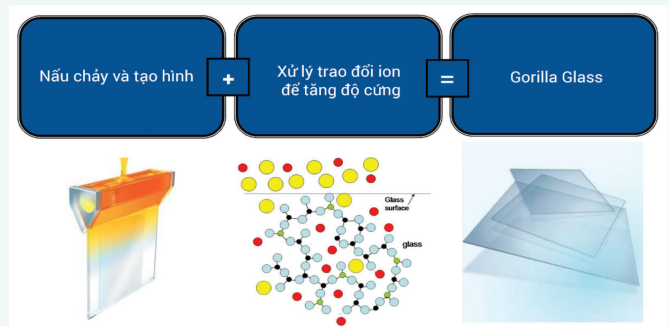 Nấu chảy và tạo hình
+
Xử lý trao đổi ion
để tăng độ cứng
=
Gorilla Glass
Glass
surface
glass